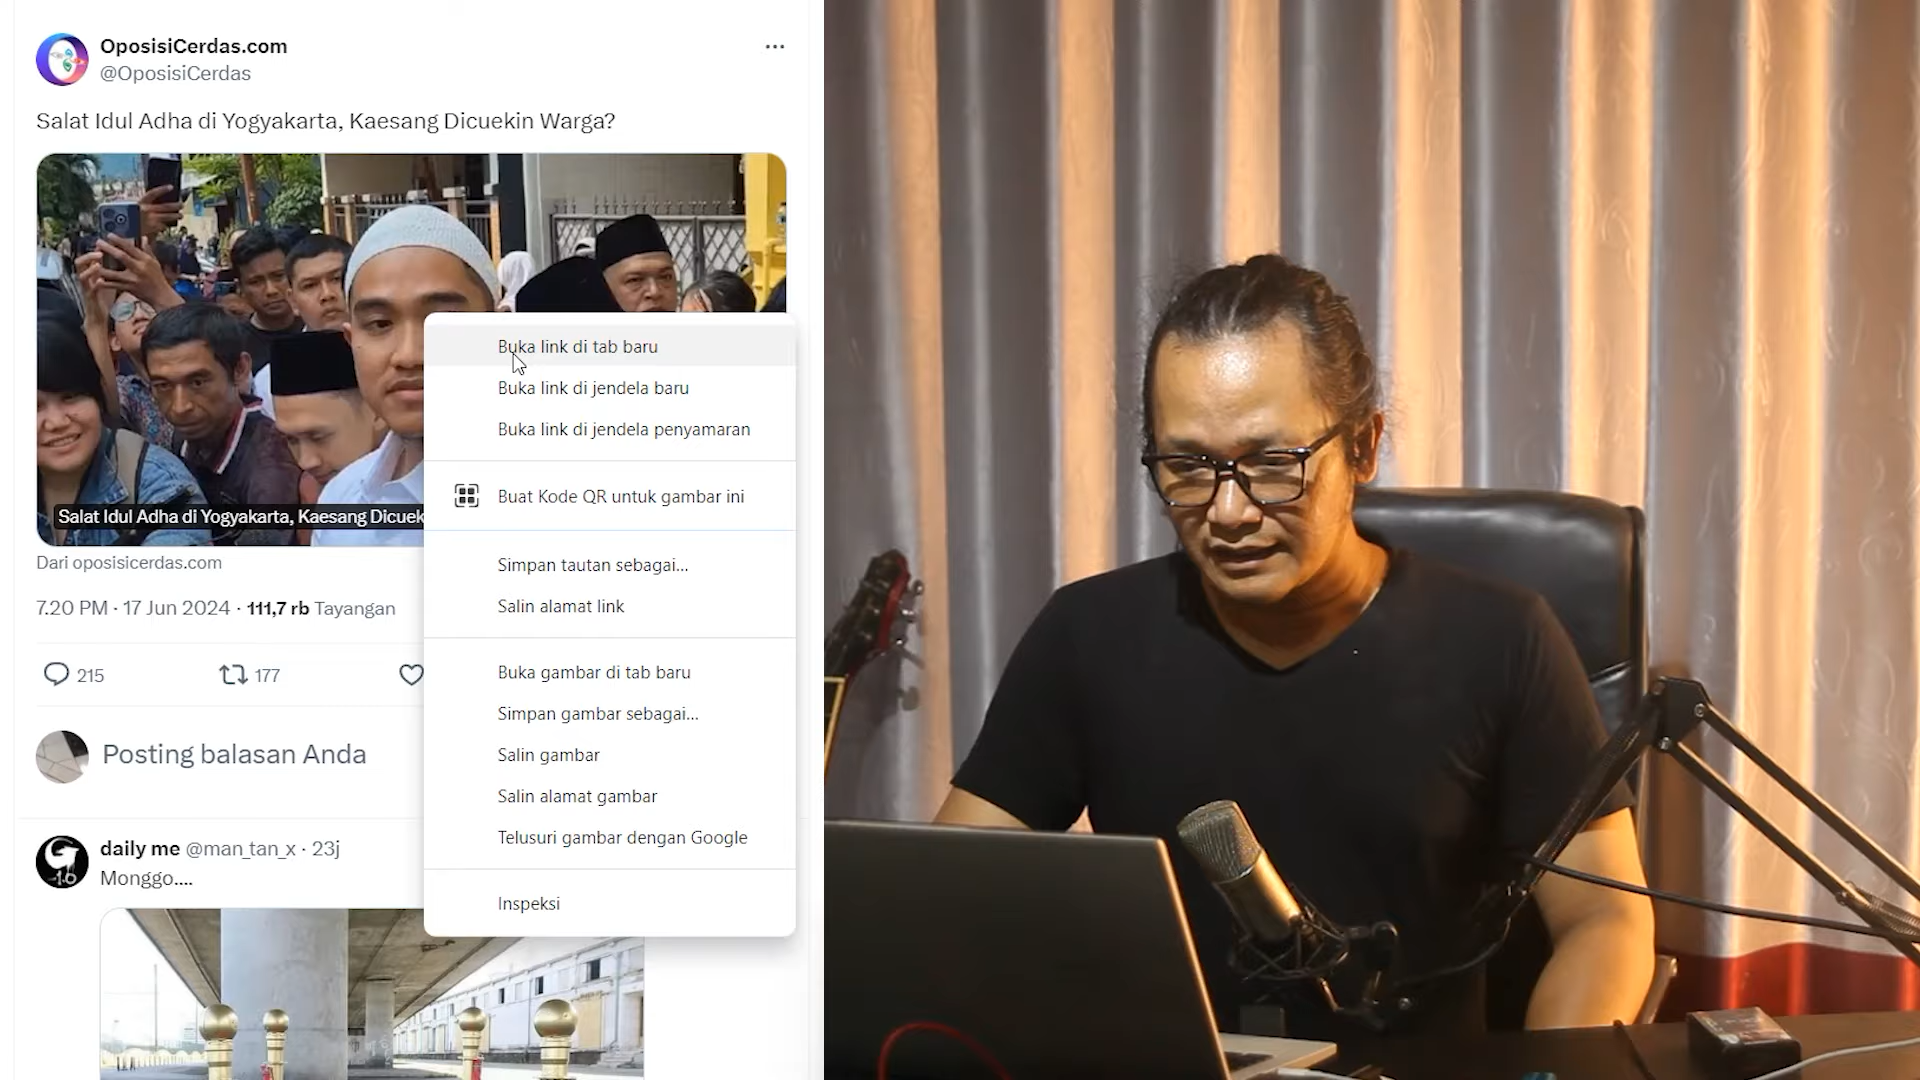 OposisiCerdas.com
@OposisiCerdas
Salat Idul Adha di Yogyakarta, Kaesang Dicuekin Warga?
Salat Idul Adha di Yogyakarta, Kaesang Dicuek
Dari oposisicerdas.com
7.20 PM · 17 Jun 2024 · 111,7 rb Tayangan
215
177
Posting balasan Anda
daily me @man_tan_x · 23j
Monggo....
Buka link di tab baru
Buka link di jendela baru
Buka link di jendela penyamaran
Buat Kode QR untuk gambar ini
Simpan tautan sebagai...
Salin alamat link
Buka gambar di tab baru
Simpan gambar sebagai...
Salin gambar
Salin alamat gambar
Telusuri gambar dengan Google
Inspeksi